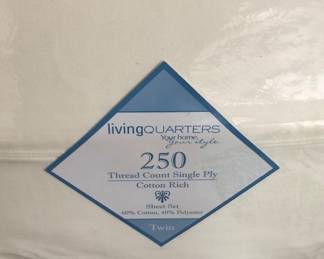 livingQUARTERS
Your home,
Your style.
250
Thread Count Single Ply
Cotton Rich
Sheet Set
60% Cotton, 40% Polyester
Twin